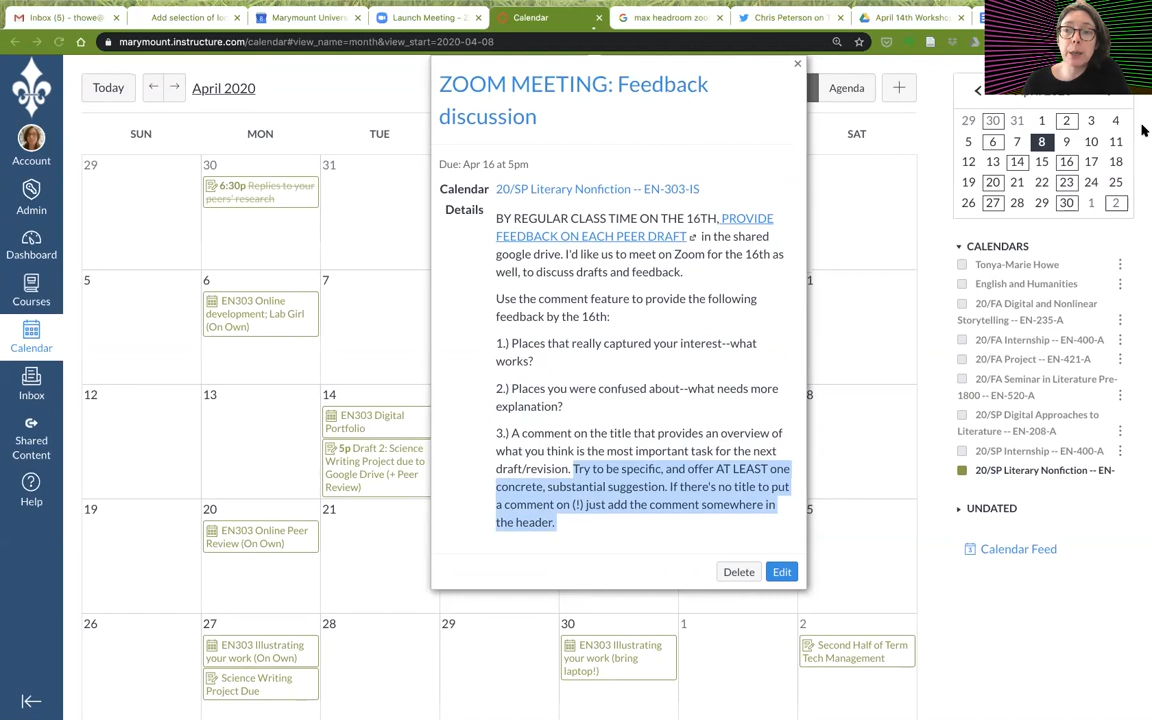 Inbox (5) - thowe@
Add selection of lor
Marymount Univers
Launch Meeting - Z
Calendar
max headroom zoo
Chris Peterson on T
April 14th Workshop
marymount.instructure.com/calendar#view_name=month&view_start=2020-04-08
Account
Admin
Dashboard
Courses
Calendar
Inbox
Shared
Content
Help
Today
April 2020
Agenda
SUN
MON
TUE
SAT
29
30
31
6:30p Replies to your
peers' research
5
6
7
EN303 Online
development; Lab Girl
(On Own)
12
13
14
EN303 Digital
Portfolio
5p Draft 2: Science
Writing Project due to
Google Drive (+ Peer
Review)
19
20
21
EN303 Online Peer
Review (On Own)
26
27
28
29
30
1
2
EN303 Illustrating
your work (On Own)
Science Writing
Project Due
EN303 Illustrating
your work (bring
laptop!)
Second Half of Term
Tech Management
ZOOM MEETING: Feedback
discussion
Due: Apr 16 at 5pm
Calendar 20/SP Literary Nonfiction -- EN-303-IS
Details
BY REGULAR CLASS TIME ON THE 16TH, PROVIDE
FEEDBACK ON EACH PEER DRAFT in the shared
google drive. I'd like us to meet on Zoom for the 16th as
well, to discuss drafts and feedback.
Use the comment feature to provide the following
feedback by the 16th:
1.) Places that really captured your interest--what
works?
2.) Places you were confused about--what needs more
explanation?
3.) A comment on the title that provides an overview of
what you think is the most important task for the next
draft/revision. Try to be specific, and offer AT LEAST one
concrete, substantial suggestion. If there's no title to put
a comment on (!) just add the comment somewhere in
the header.
Delete
Edit
29 30 31 1 2 3 4
5 6 7 8 9 10 11
12 13 14 15 16 17 18
19 20 21 22 23 24 25
26 27 28 29 30 1 2
CALENDARS
Tonya-Marie Howe
English and Humanities
20/FA Digital and Nonlinear
Storytelling -- EN-235-A
20/FA Internship -- EN-400-A
20/FA Project -- EN-421-A
20/FA Seminar in Literature Pre-
1800 -- EN-520-A
20/SP Digital Approaches to
Literature -- EN-208-A
20/SP Internship -- EN-400-A
20/SP Literary Nonfiction -- EN-
UNDATED
Calendar Feed